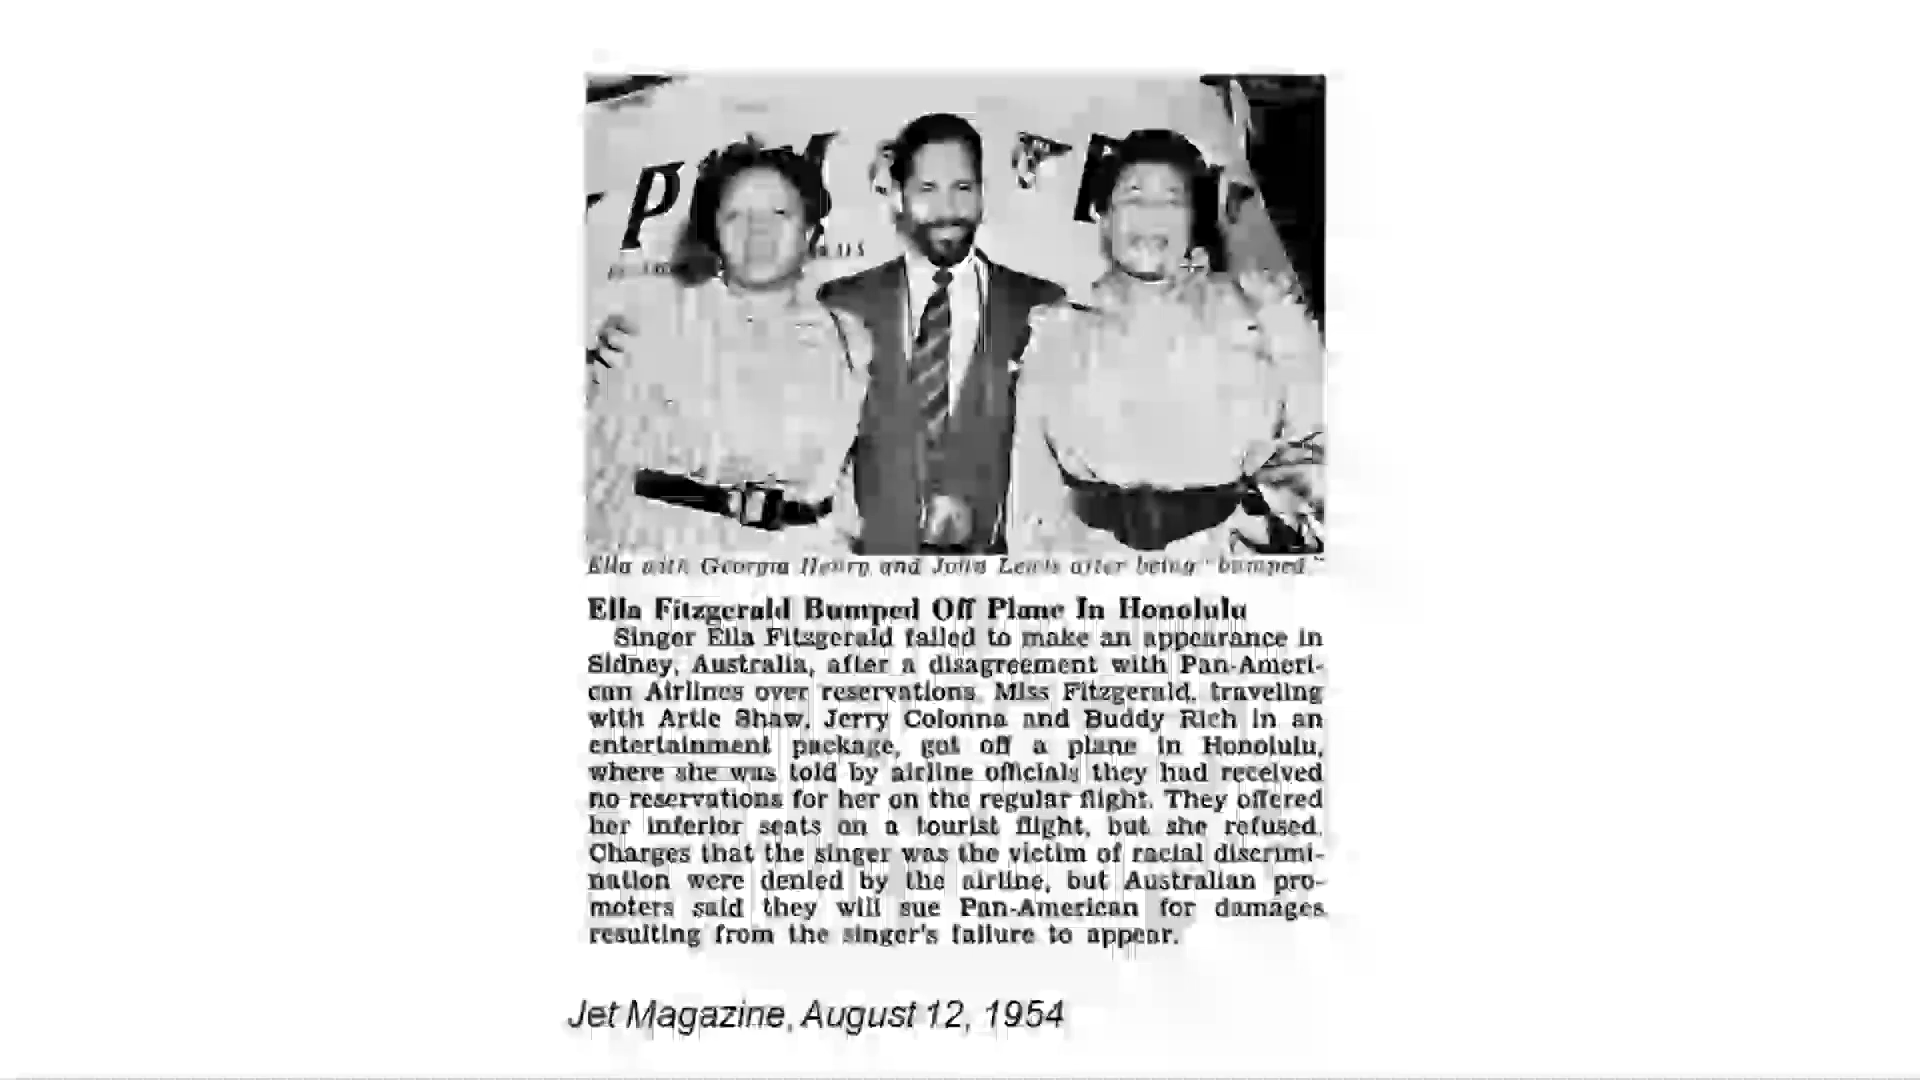 Ella with Georgia Henry and John Lewis after being "bumped."
Ella Fitzgerald Bumped Off Plane In Honolulu
Singer Ella Fitzgerald failed to make an appearance in
Sidney, Australia, after a disagreement with Pan-Ameri-
can Airlines over reservations. Miss Fitzgerald, traveling
with Artie Shaw, Jerry Colonna and Buddy Rich in an
entertainment package, got off a plane in Honolulu,
where she was told by airline officials they had received
no reservations for her on the regular flight. They offered
her inferior seats on a tourist flight, but she refused.
Charges that the singer was the victim of racial discrimi-
nation were denied by the airline, but Australian pro-
moters said they will sue Pan-American for damages
resulting from the singer's failure to appear.
Jet Magazine, August 12, 1954